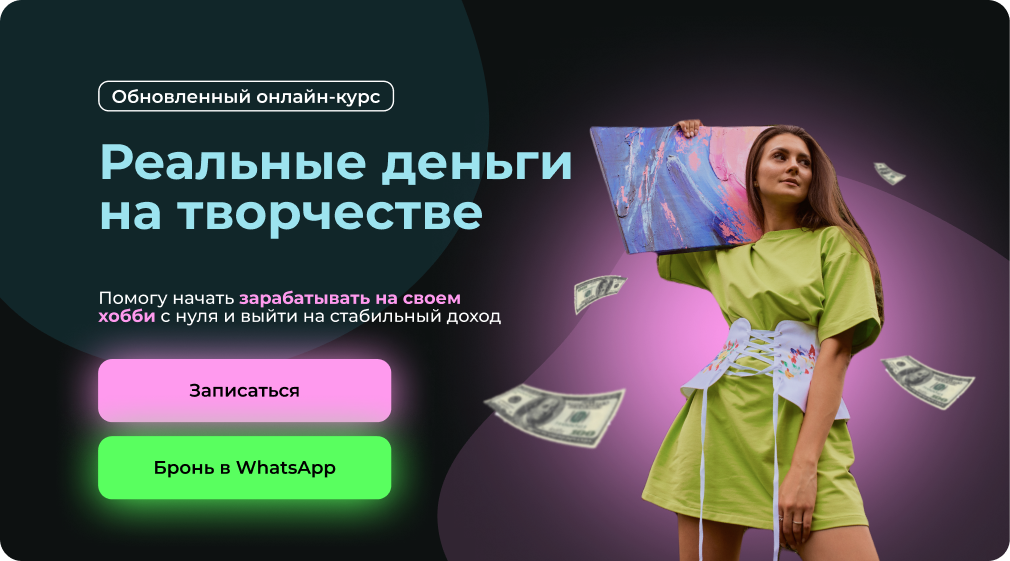 Обновленный онлайн-курс
Реальные деньги
на творчестве
Помогу начать зарабатывать на своем
хобби с нуля и выйти на стабильный доход
Записаться
Бронь в WhatsApp
100